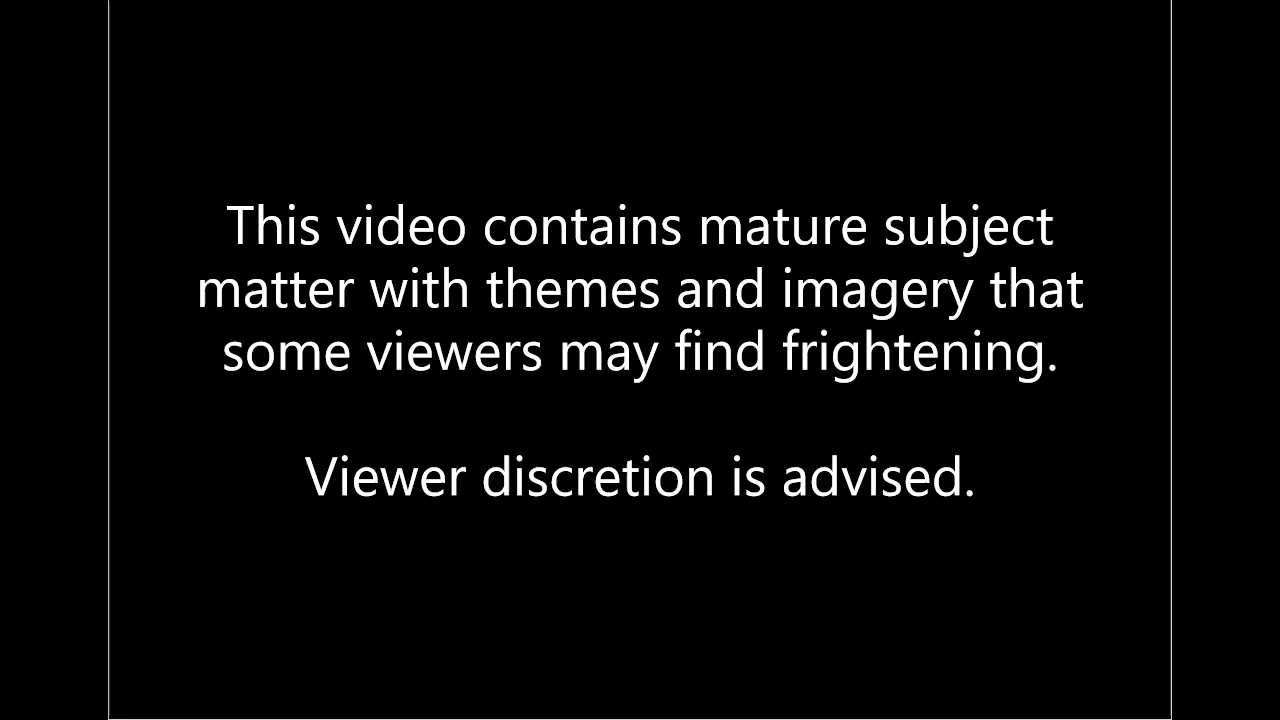 This video contains mature subject
matter with themes and imagery that
some viewers may find frightening.
Viewer discretion is advised.